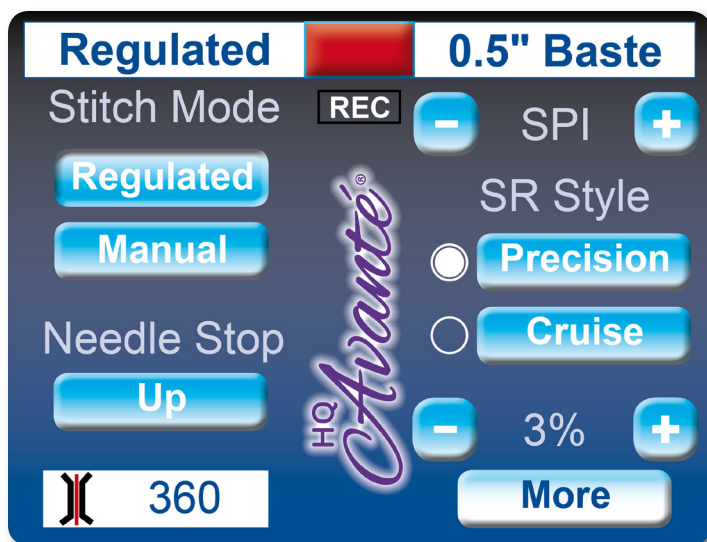 Regulated
0.5" Baste
Stitch Mode
REC
- SPI +
Regulated
SR Style
Manual
Precision
Cruise
Needle Stop
Up
HQ Avanté®
- 3% +
360
More